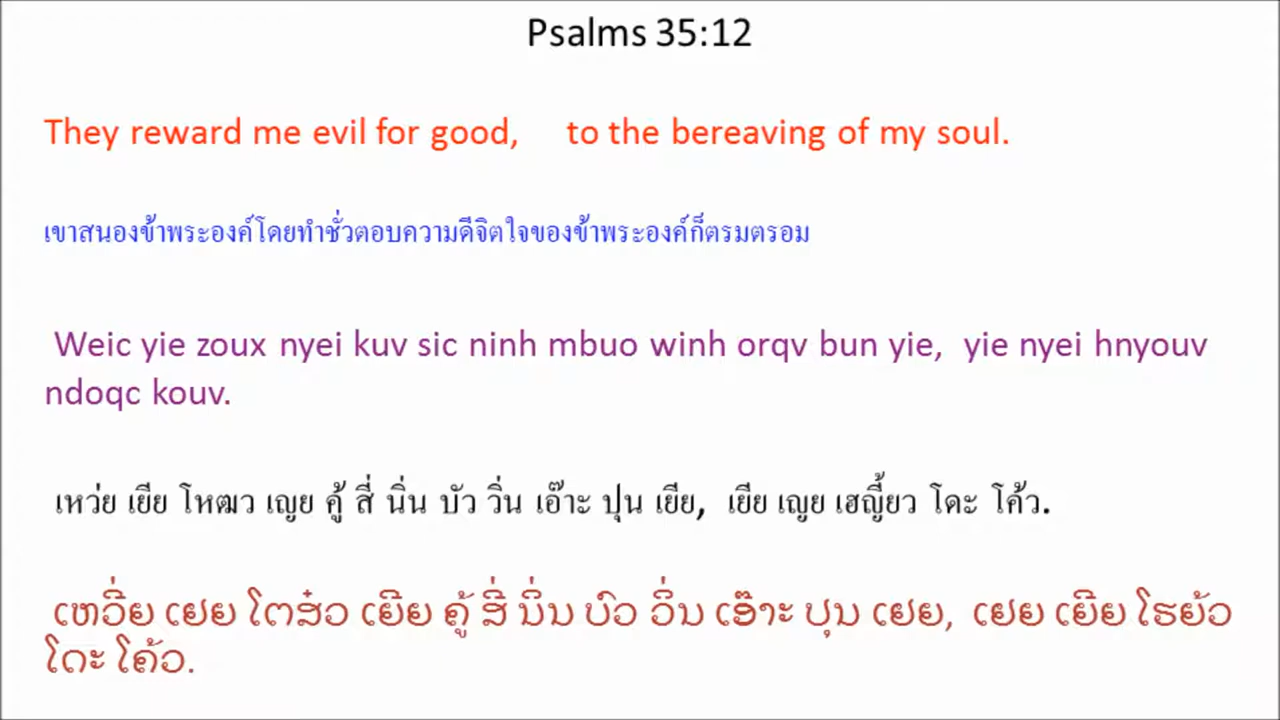 Psalms 35:12
They reward me evil for good, to the bereaving of my soul.
เขาสนองข้าพระองค์โดยทำชั่วตอบความดีจิตใจของข้าพระองค์ก็ตรมตรอม
Weic yie zoux nyei kuv sic ninh mbuo winh orqv bun yie, yie nyei hnyouv
ndoqc kouv.
เหว่ย เยีย โหฒว เญย คู้ สี่ นิ่น บัว วิ่น เอ๊าะ ปุน เยีย, เยีย เญย เฮญี้ยว โดะ โค้ว.
ເຫວີ່ຍ ເຢຍ ໂຕສ໋ວ ເຍີຍ ຄູ້ ສີ່ ນິ່ນ ບົວ ວິ່ນ ເອ໊າະ ປຸນ ເຢຍ, ເຢຍ ເຍີຍ ໂຮຍ້ວ
ໂດະ ໂຄ້ວ.